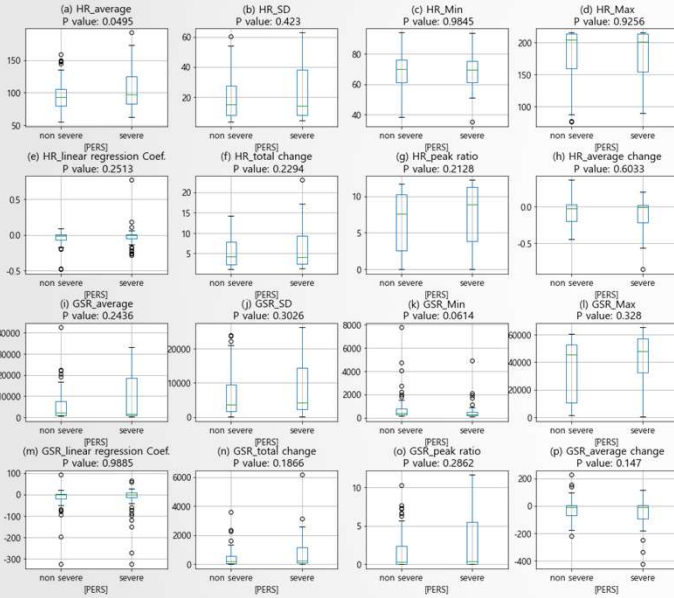 (a) HR_average
P value: 0.0495
(b) HR_SD
P value: 0.423
(c) HR_Min
P value: 0.9845
(d) HR_Max
P value: 0.9256
150
100
50
60
40
20
80
60
40
200
150
100
non severe severe
non severe severe
non severe severe
non severe severe
[PERS]
[PERS]
[PERS]
[PERS]
(e) HR_linear regression Coef.
P value: 0.2513
(f) HR_total change
P value: 0.2294
(g) HR_peak ratio
P value: 0.2128
(h) HR_average change
P value: 0.6033
0.5
0.0
-0.5
20
15
10
5
10
5
0
0.0
-0.5
non severe severe
non severe severe
non severe severe
non severe severe
[PERS]
[PERS]
[PERS]
[PERS]
(i) GSR_average
P value: 0.2436
(j) GSR_SD
P value: 0.3026
(k) GSR_Min
P value: 0.0614
(l) GSR_Max
P value: 0.328
0
20000
10000
0
8000
6000
4000
2000
0
40000
20000
0
non severe severe
non severe severe
non severe severe
non severe severe
[PERS]
[PERS]
[PERS]
[PERS]
(m) GSR_linear regression Coef.
P value: 0.9885
(n) GSR_total change
P value: 0.1866
(o) GSR_peak ratio
P value: 0.2862
(p) GSR_average change
P value: 0.147
100
0
-100
-200
-300
6000
4000
2000
0
10
5
0
200
0
-200
-400
non severe severe
non severe severe
non severe severe
non severe severe
[PERS]
[PERS]
[PERS]
[PERS]